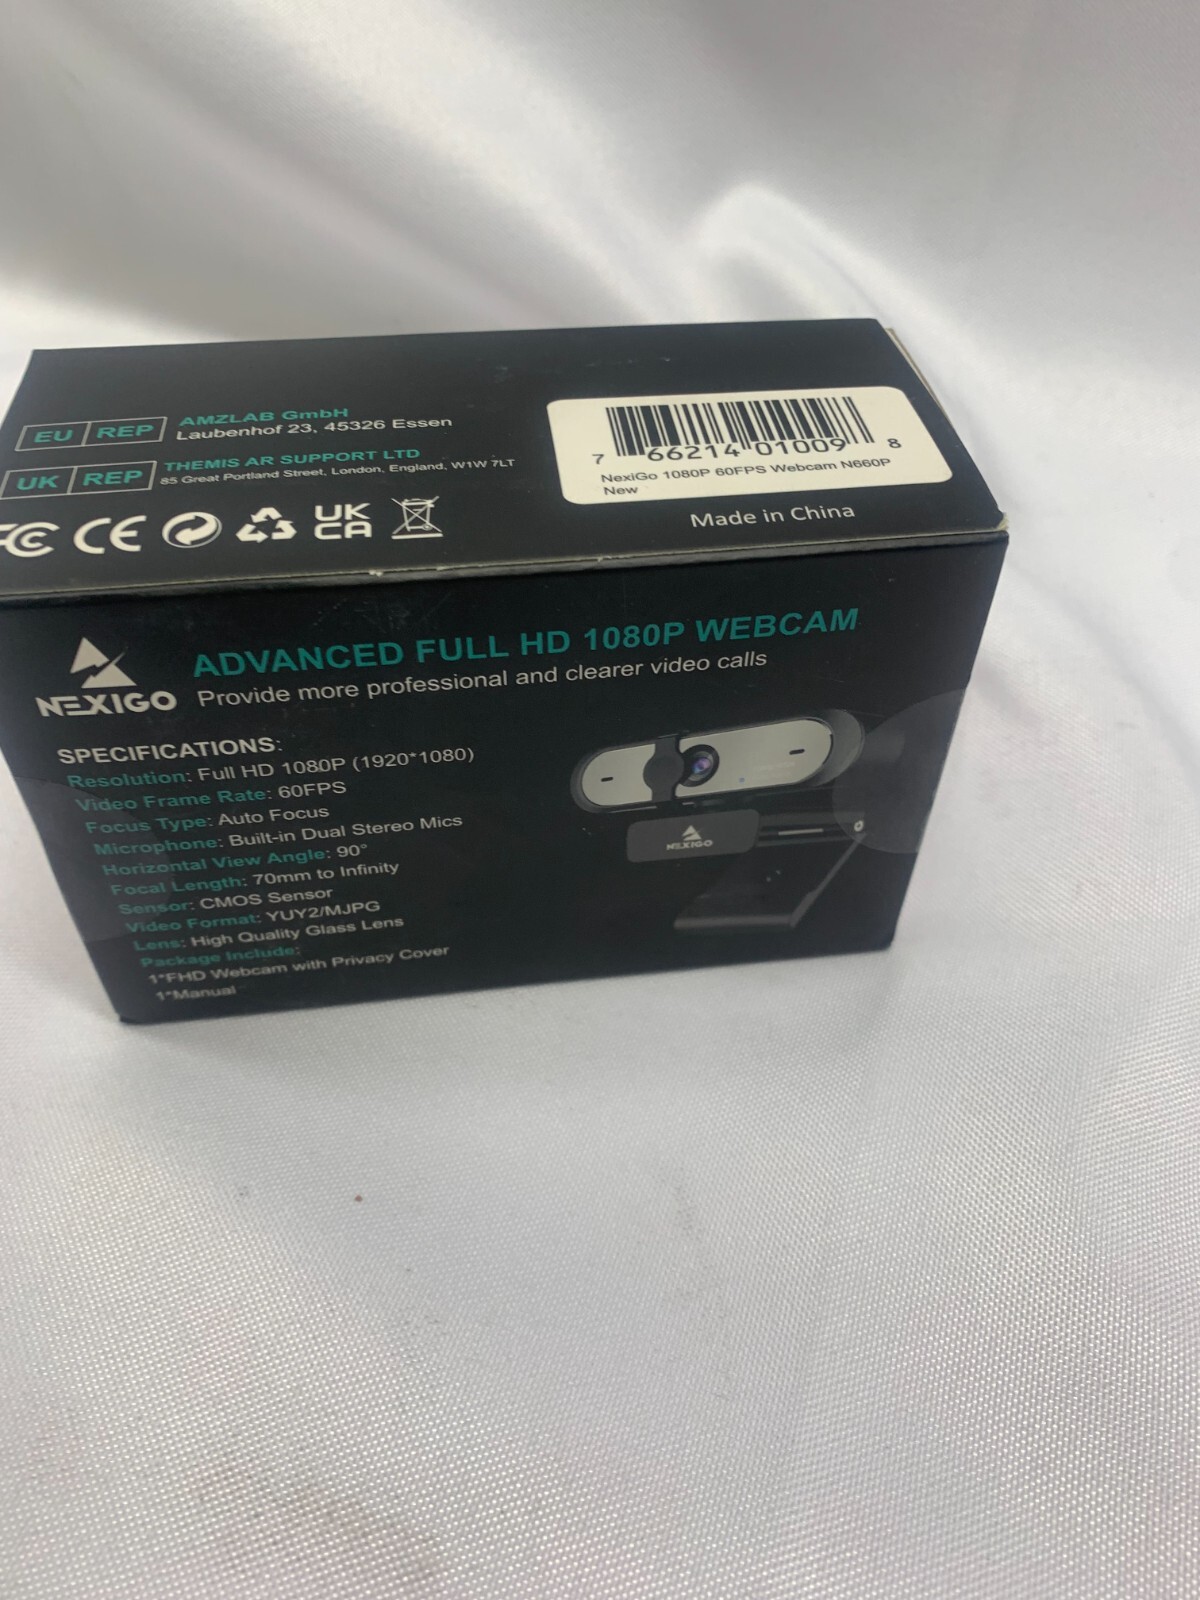 EU REP
AMZLAB GmbH
Laubenhof 23, 45326 Essen
UK REP
THEMIS AR SUPPORT LTD
85 Great Portland Street, London, England, W1W 7LT
FC CE UK
CA
7 66214 01009 8
NexiGo 1080P 60FPS Webcam N660P
New
Made in China
NEXIGO
ADVANCED FULL HD 1080P WEBCAM
Provide more professional and clearer video calls
SPECIFICATIONS:
Resolution: Full HD 1080P (1920*1080)
Video Frame Rate: 60FPS
Focus Type: Auto Focus
Microphone: Built-in Dual Stereo Mics
Horizontal View Angle: 90°
Focal Length: 70mm to Infinity
Sensor: CMOS Sensor
Video Format: YUY2/MJPG
Lens: High Quality Glass Lens
Package Include:
1*FHD Webcam with Privacy Cover
1*Manual
NEXIGO